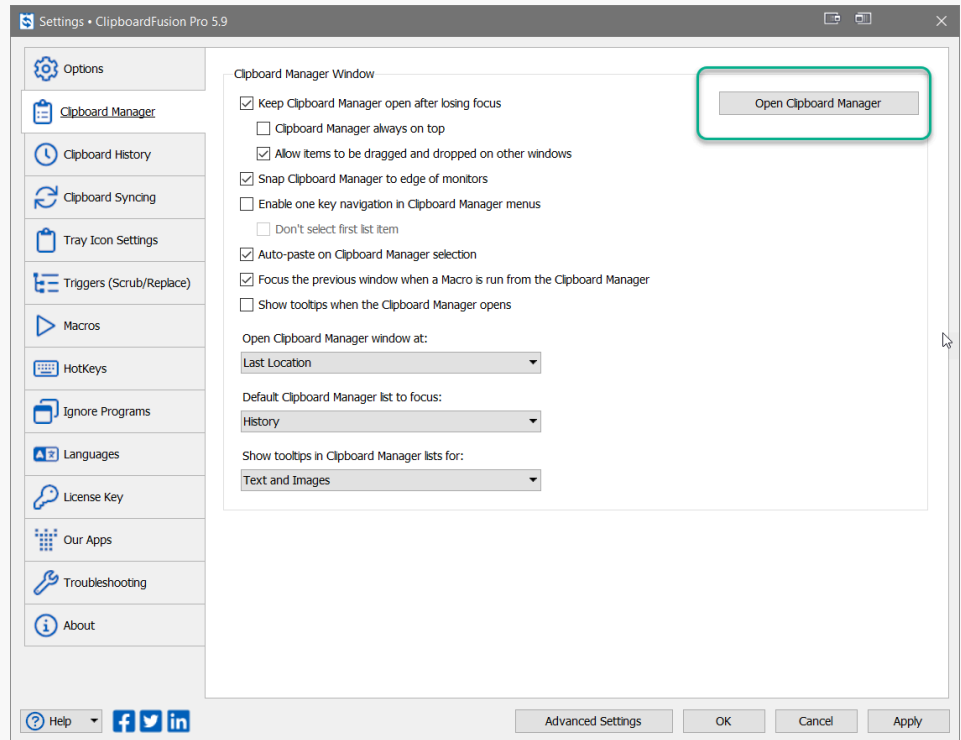 Settings • ClipboardFusion Pro 5.9
Options
Clipboard Manager
Clipboard History
Clipboard Syncing
Tray Icon Settings
Triggers (Scrub/Replace)
Macros
HotKeys
Ignore Programs
Languages
License Key
Our Apps
Troubleshooting
About
Clipboard Manager Window
Open Clipboard Manager
Keep Clipboard Manager open after losing focus
Clipboard Manager always on top
Allow items to be dragged and dropped on other windows
Snap Clipboard Manager to edge of monitors
Enable one key navigation in Clipboard Manager menus
Don't select first list item
Auto-paste on Clipboard Manager selection
Focus the previous window when a Macro is run from the Clipboard Manager
Show tooltips when the Clipboard Manager opens
Open Clipboard Manager window at:
Last Location
Default Clipboard Manager list to focus:
History
Show tooltips in Clipboard Manager lists for:
Text and Images
Help
Advanced Settings
OK
Cancel
Apply